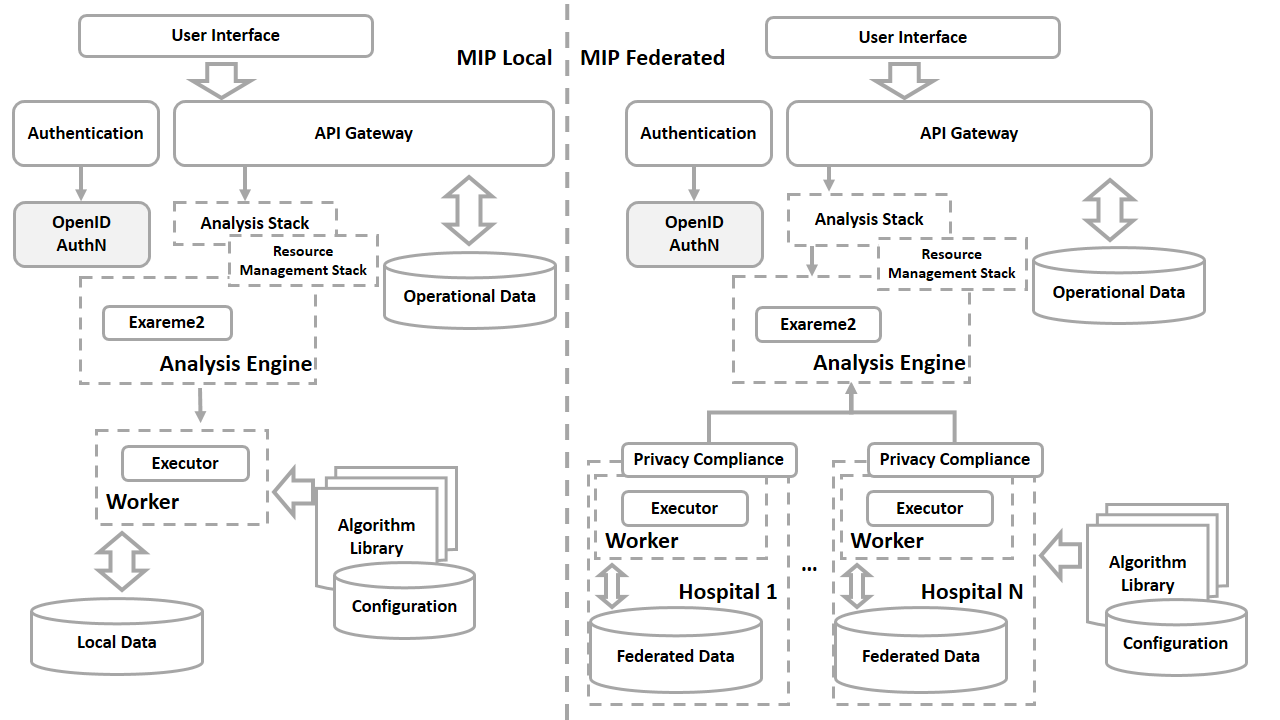 User Interface
MIP Local
Authentication
API Gateway
OpenID
AuthN
Analysis Stack
Resource
Management Stack
Operational Data
Exareme2
Analysis Engine
Executor
Worker
Algorithm
Library
Configuration
Local Data
MIP Federated
User Interface
Authentication
API Gateway
OpenID
AuthN
Analysis Stack
Resource
Management Stack
Operational Data
Exareme2
Analysis Engine
Privacy Compliance
Executor
Worker
Hospital 1
Federated Data
...
Privacy Compliance
Executor
Worker
Hospital N
Federated Data
Algorithm
Library
Configuration